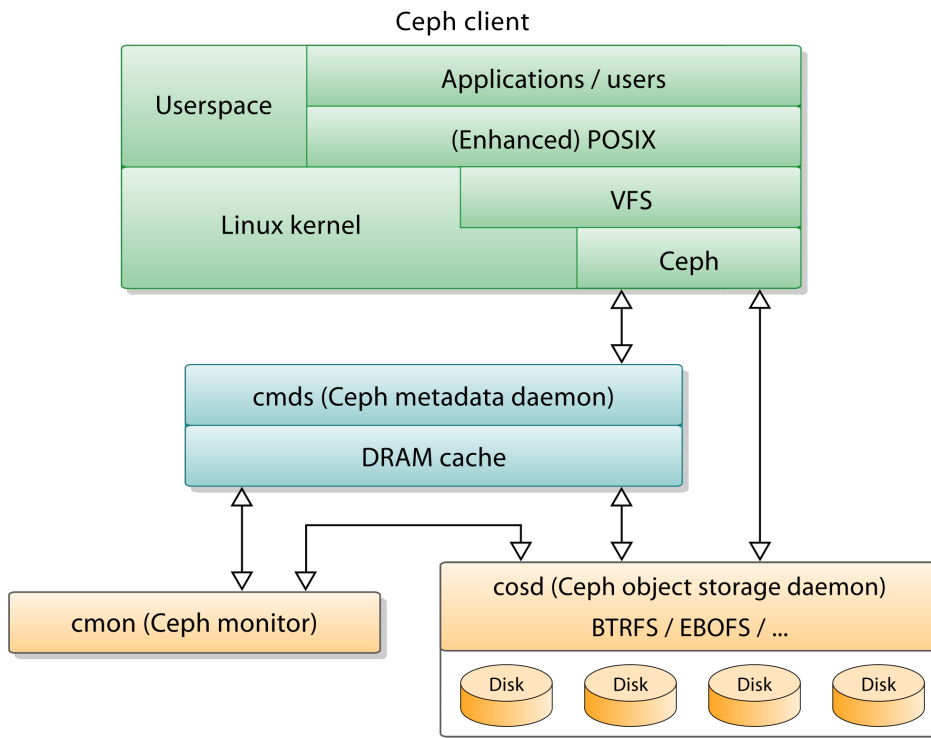 Ceph client
Applications / users
Userspace
(Enhanced) POSIX
VFS
Linux kernel
Ceph
cmds (Ceph metadata daemon)
DRAM cache
cosd (Ceph object storage daemon)
cmon (Ceph monitor)
BTRFS / EBOFS / ...
Disk
Disk
Disk
Disk